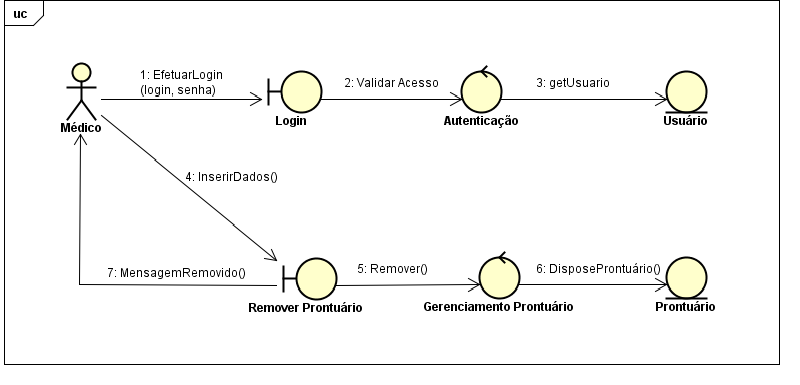 uc
1: EfetuarLogin
(login, senha)
2: Validar Acesso
3: getUsuario
Médico
Login
Autenticação
Usuário
4: InserirDados()
7: MensagemRemovido()
5: Remover()
6: DisposeProntuário()
Remover Prontuário
Gerenciamento Prontuário
Prontuário